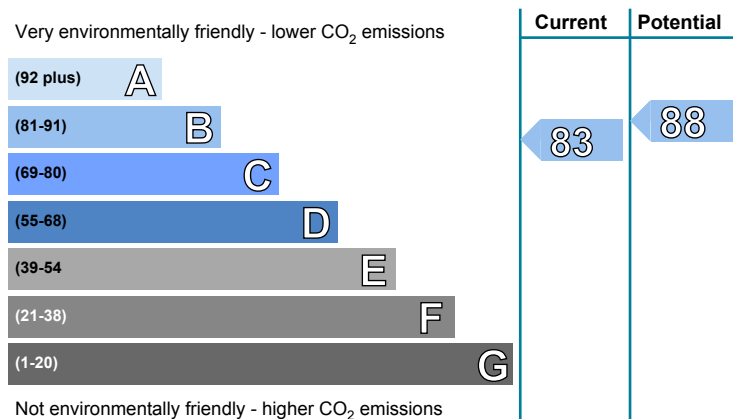 Very environmentally friendly - lower CO₂ emissions
Current
Potential
(92 plus) A
(81-91) B
(69-80) C
(55-68) D
(39-54 E
(21-38) F
(1-20) G
83
88
Not environmentally friendly - higher CO₂ emissions